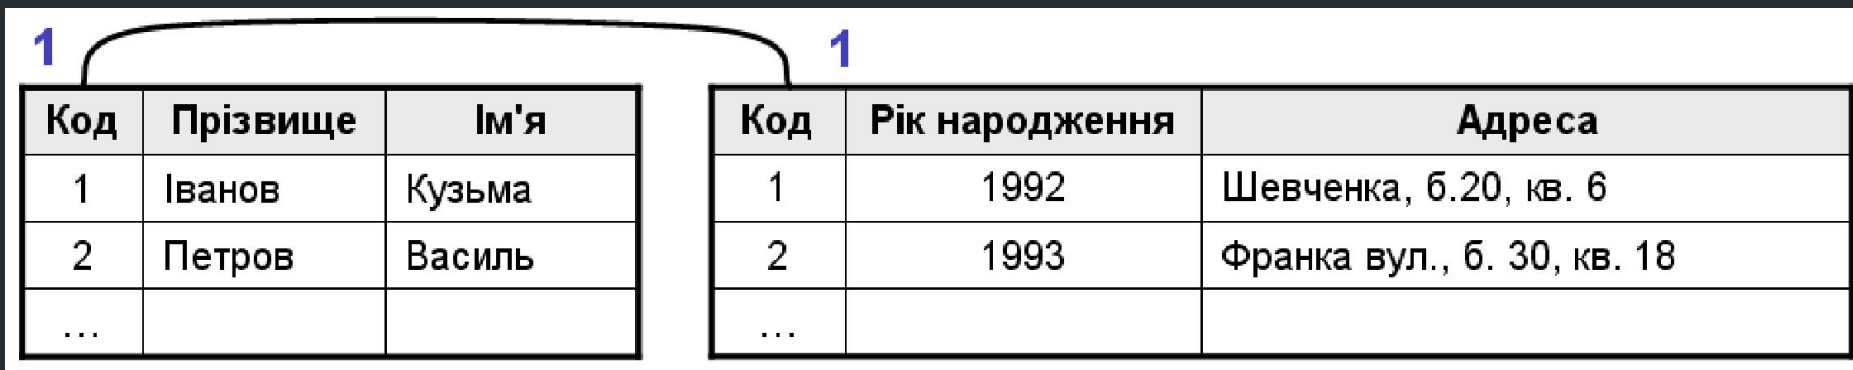 1 1
Код Прізвище Ім'я
1 Іванов Кузьма
2 Петров Василь
...
Код Рік народження Адреса
1 1992 Шевченка, б.20, кв. 6
2 1993 Франка вул., б. 30, кв. 18
...